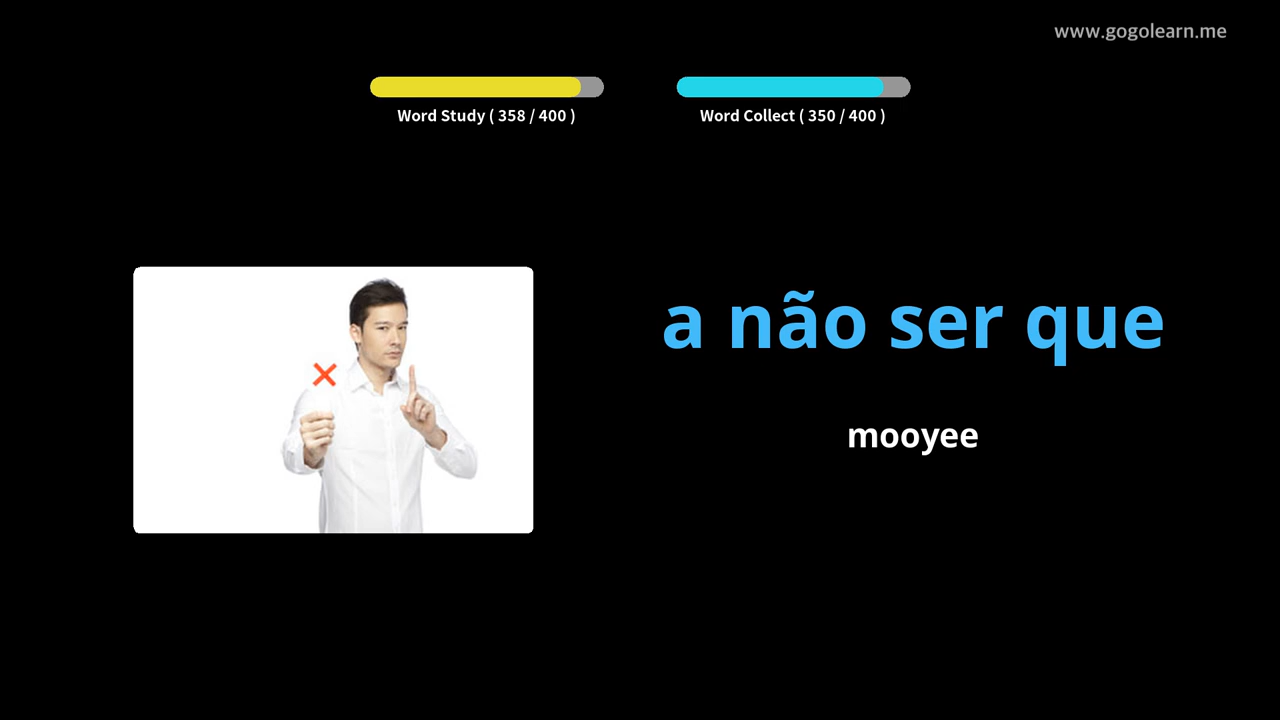 www.gogolearn.me
Word Study ( 358 / 400 )
Word Collect ( 350 / 400 )
a não ser que
mooyee